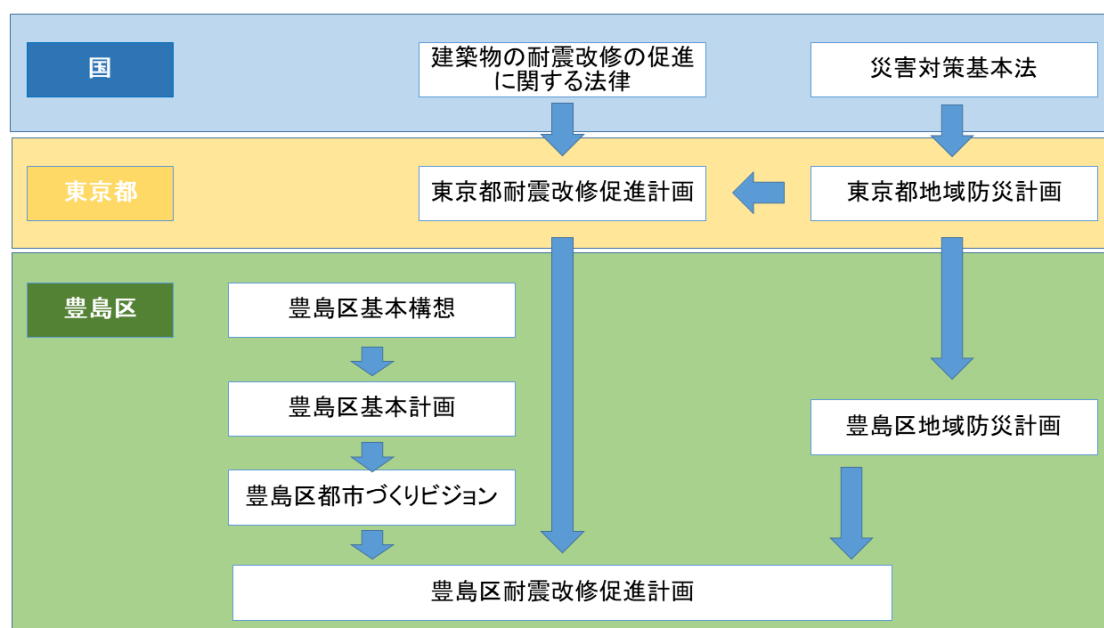 国
建築物の耐震改修の促進
に関する法律
災害対策基本法
東京都
東京都耐震改修促進計画
東京都地域防災計画
豊島区
豊島区基本構想
豊島区基本計画
豊島区地域防災計画
豊島区都市づくりビジョン
豊島区耐震改修促進計画